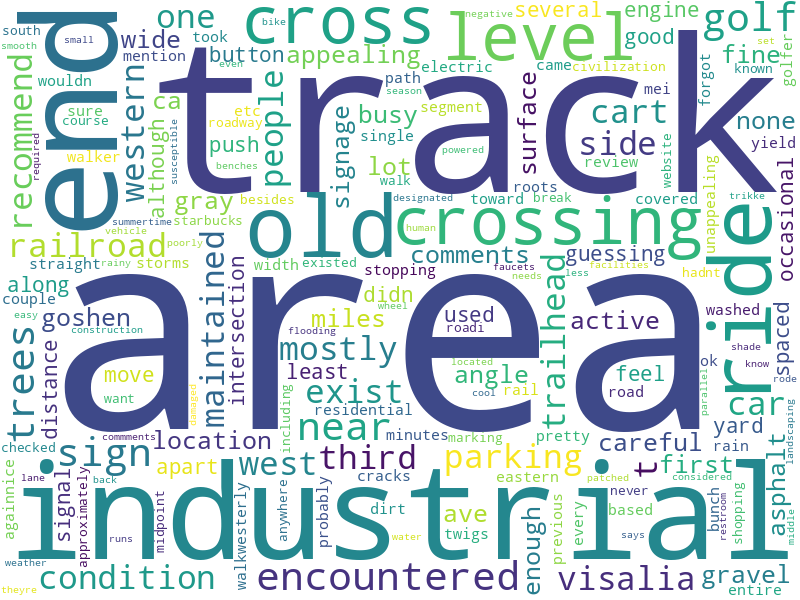 track
area
industrial
end
cross
level
old
crossing
ride
golf
one
several
engine
south
bike
negative
set
smooth
small
took
even
wide
button
mention
appealing
electric
came
civilization
good
fine
known
golfer
wouldn
western
path
season
segment
mei
forgot
recommend
sure
course
ca
although
push
people
signage
busy
single
surface
cart
side
none
yield
etc
roadway
lot
walk
powered
review
website
required
walker
susceptible
gray
starbucks
besides
benches
designated
toward
break
roots
covered
trikke
unappealing
occasional
summertime
vehicle
poorly
railroad
straight
rainy
storms
width
existed
human
stopping
comments
faucets
needs
guessing
less
facilities
hadnt
along
couple
goshen
maintained
didn
miles
wheel
used
roadi
trailhead
active
washed
spaced
easy
construction
intersection
flooding
mostly
located
cool
angle
feel
ok
shade
know
rode
trees
distance
move
want
damaged
least
exist
rail
road
car
parallel
landscaping
checked
commments
location
including
residential
near
minutes
marking
pretty
careful
yard
rain
sign
apart
west
third
parking
eastern
t
first
patched
considered
asphalt
againnice
lane
signal
back
approximately
midpoint
anywhere
probably
cracks
ave
enough
previous
every
based
never
bunch
restroom
shopping
middle
weather
runs
walkwesterly
dirt
twigs
water
says
theyre
condition
encountered
visalia
gravel
entire